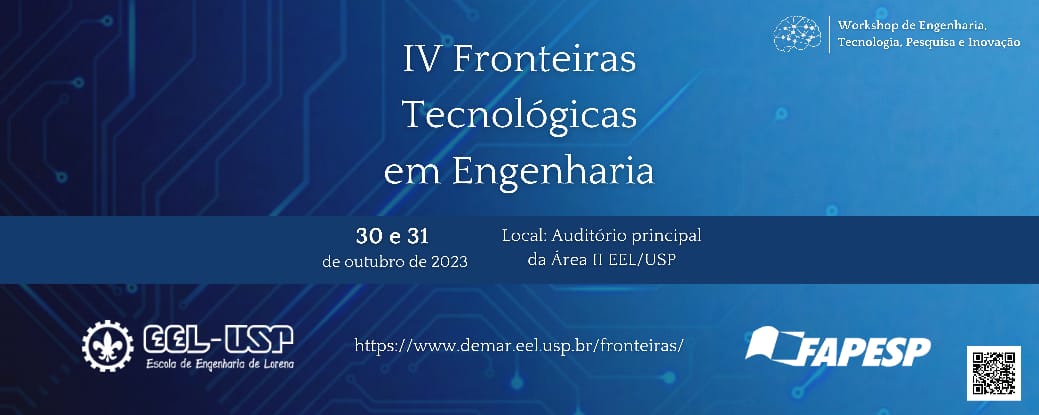 Workshop de Engenharia,
Tecnologia, Pesquisa e Inovação
IV Fronteiras
Tecnológicas
em Engenharia
30 e 31
de outubro de 2023
Local: Auditório principal
da Área II EEL/USP
EEL-USP
Escola de Engenharia de Lorena
https://www.demar.eel.usp.br/fronteiras/
FAPESP